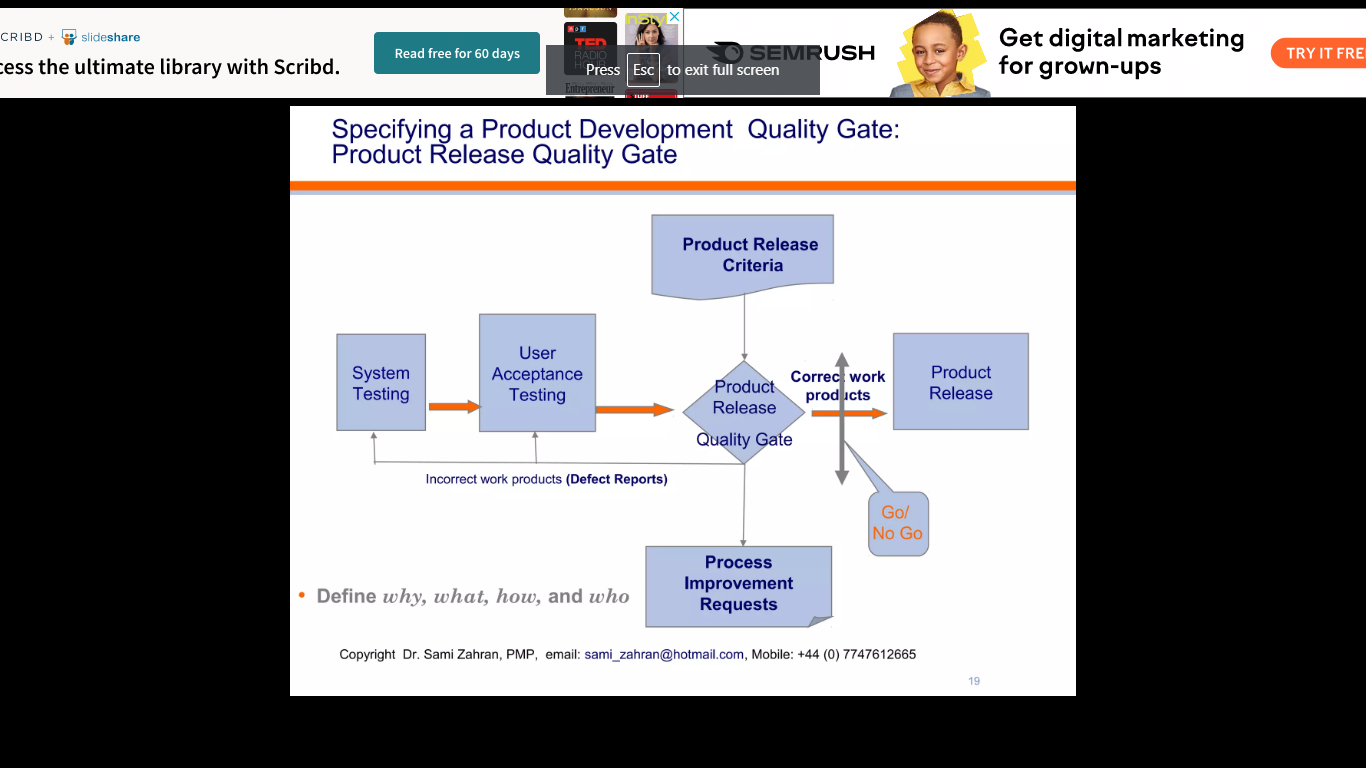 CRIBD + slideshare
cess the ultimate library with Scribd.
Read free for 60 days
TED
RADIO
Entrepreneur
Press Esc to exit full screen
SEMRUSH
Get digital marketing
for grown-ups
TRY IT FRE
Specifying a Product Development Quality Gate:
Product Release Quality Gate
Product Release
Criteria
System
Testing
User
Acceptance
Testing
Product
Release
Quality Gate
Correct work
products
Product
Release
Incorrect work products (Defect Reports)
Go/
No Go
Process
Improvement
Requests
• Define why, what, how, and who
Copyright Dr. Sami Zahran, PMP, email: sami_zahran@hotmail.com, Mobile: +44 (0) 7747612665
19